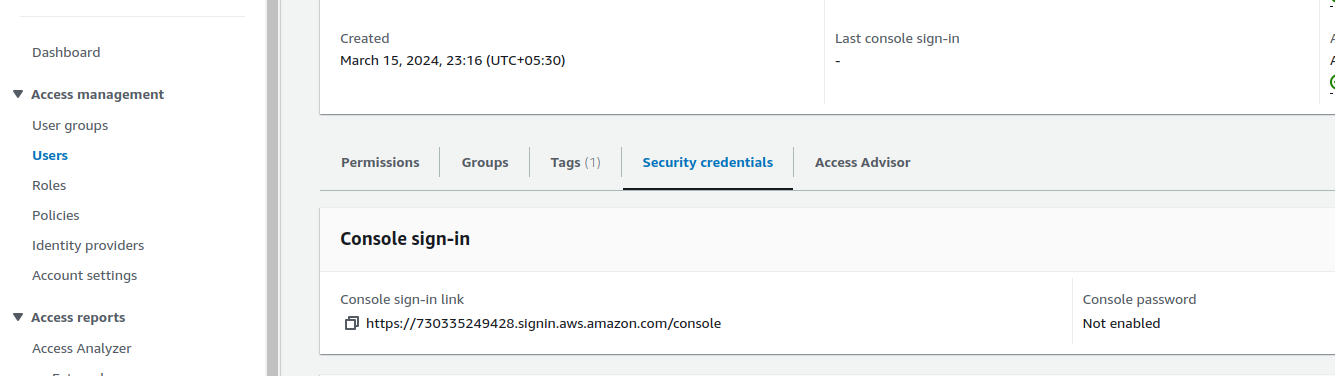 Dashboard
Access management
User groups
Users
Roles
Policies
Identity providers
Account settings
Access reports
Access Analyzer
Created
March 15, 2024, 23:16 (UTC+05:30)
Last console sign-in
-
Permissions
Groups
Tags (1)
Security credentials
Access Advisor
Console sign-in
Console sign-in link
https://730335249428.signin.aws.amazon.com/console
Console password
Not enabled